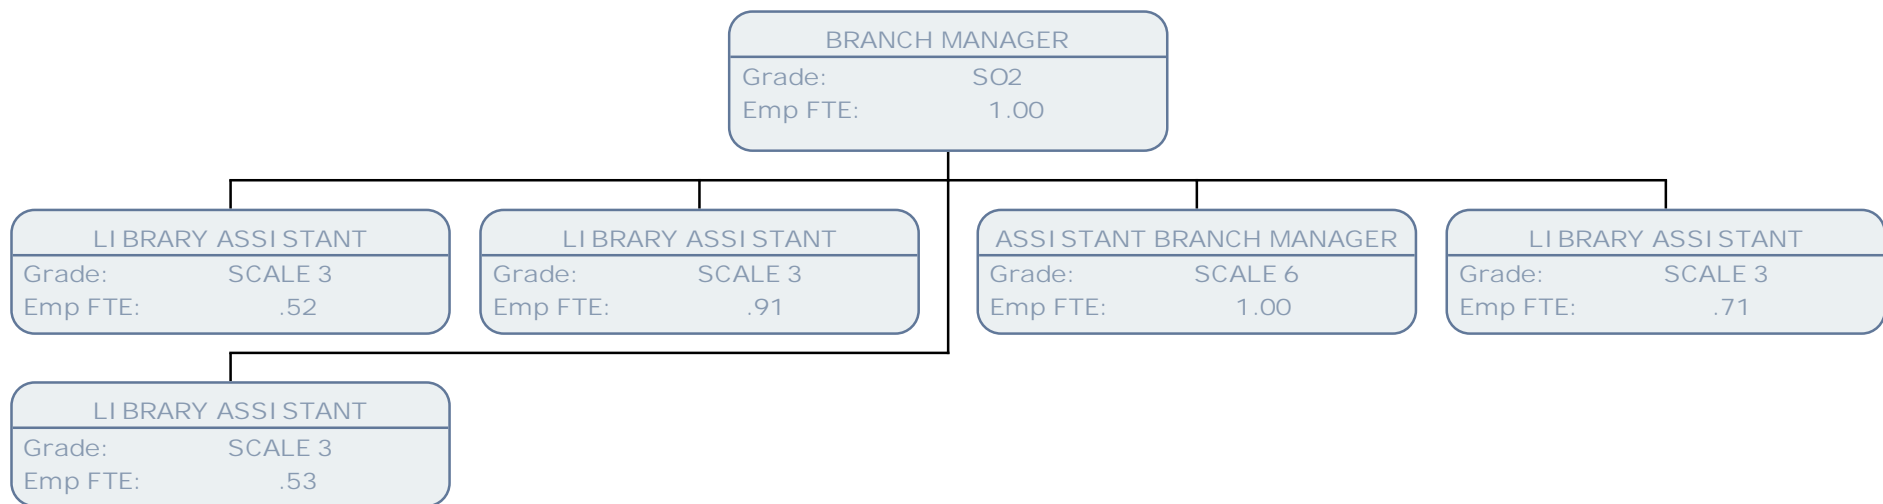 BRANCH MANAGER
Grade: SO2
Emp FTE: 1.00
LIBRARY ASSISTANT
Grade: SCALE 3
Emp FTE: .52
LIBRARY ASSISTANT
Grade: SCALE 3
Emp FTE: .91
ASSISTANT BRANCH MANAGER
Grade: SCALE 6
Emp FTE: 1.00
LIBRARY ASSISTANT
Grade: SCALE 3
Emp FTE: .71
LIBRARY ASSISTANT
Grade: SCALE 3
Emp FTE: .53